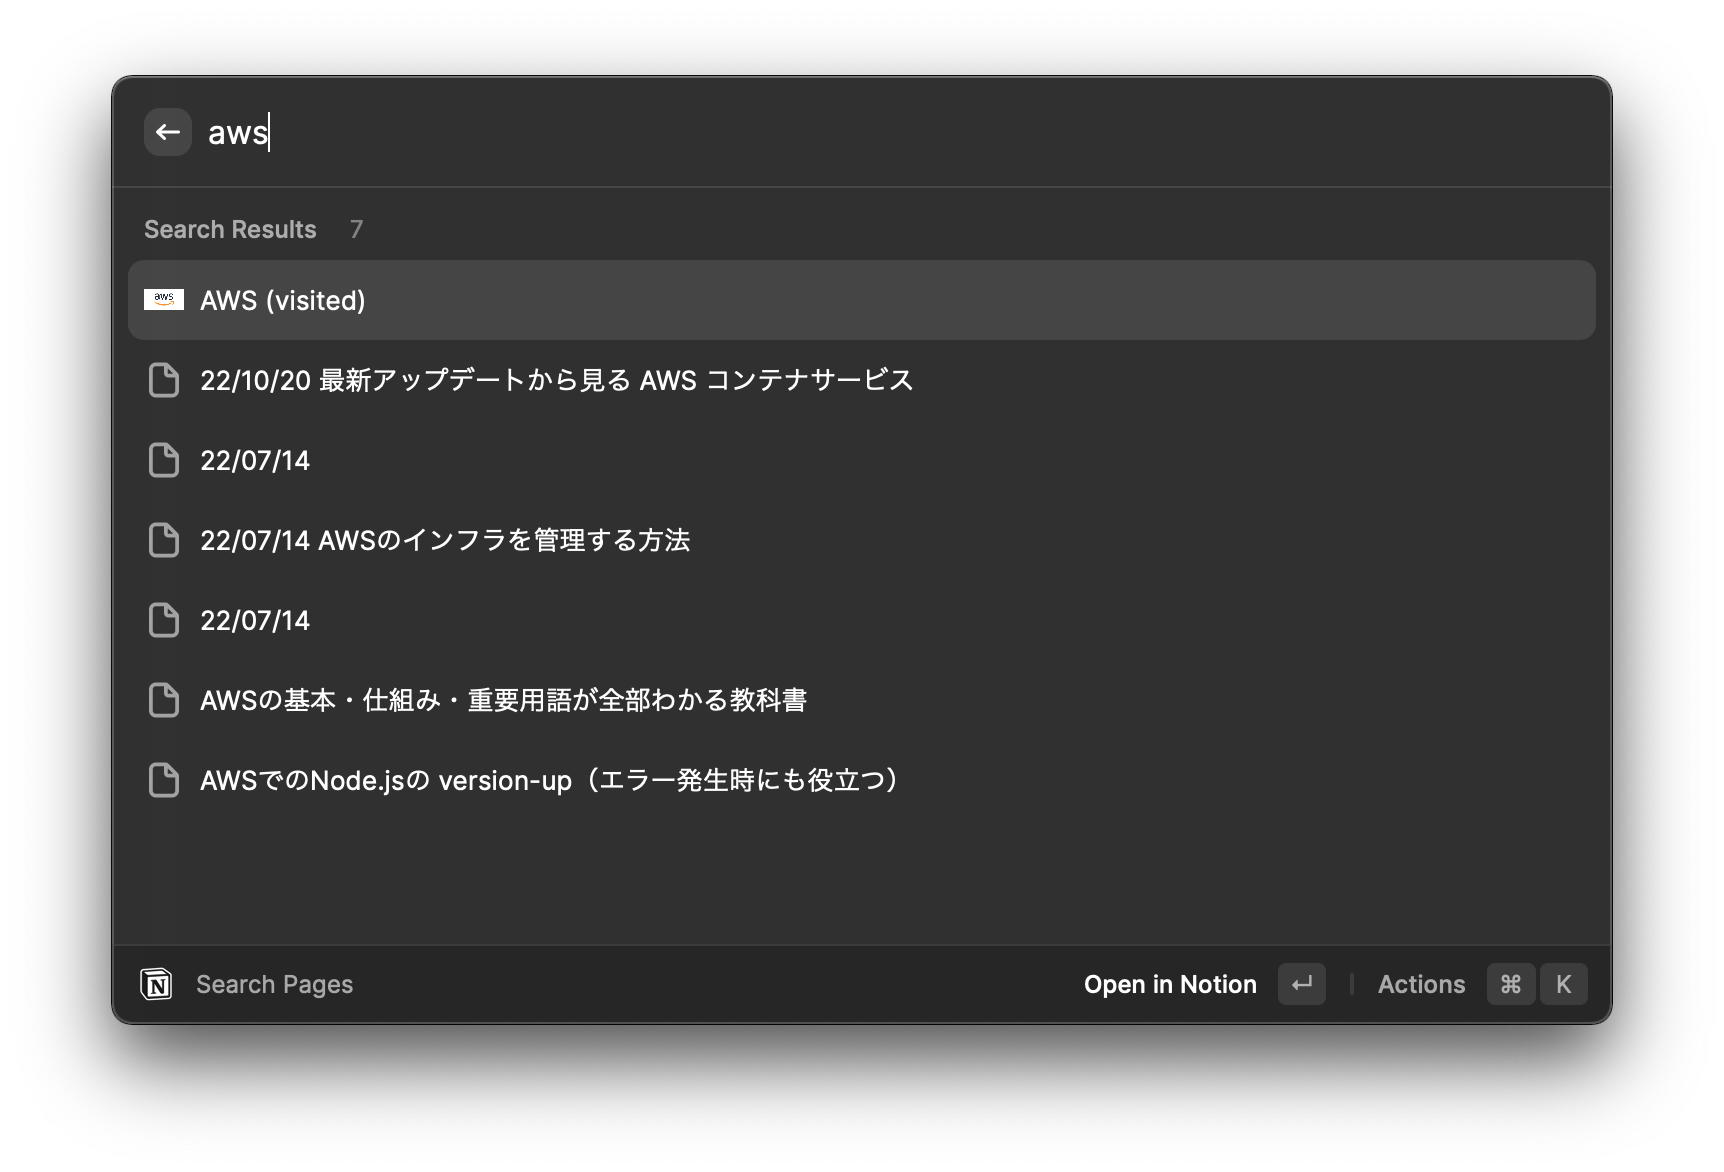 aws
Search Results 7
aws AWS (visited)
22/10/20 最新アップデートから見る AWS コンテナサービス
22/07/14
22/07/14 AWSのインフラを管理する方法
22/07/14
AWSの基本・仕組み・重要用語が全部わかる教科書
AWSでのNode.jsの version-up（エラー発生時にも役立つ）
N Search Pages Open in Notion ↵ Actions ⌘ K